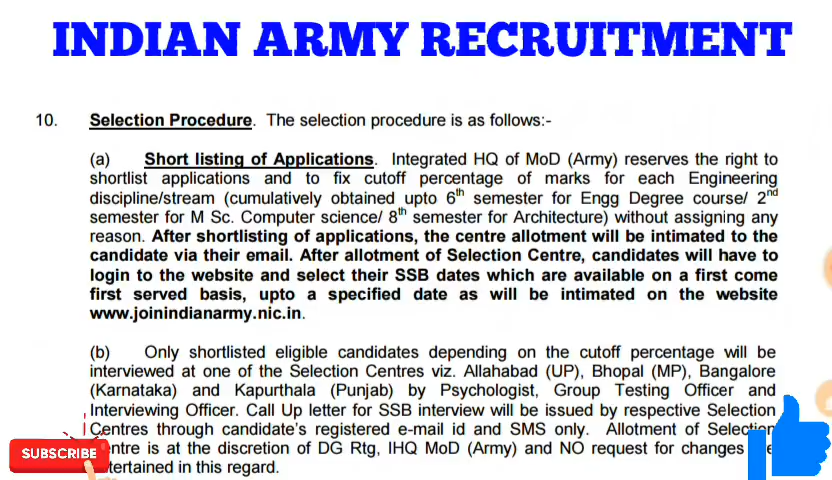 INDIAN ARMY RECRUITMENT
10. Selection Procedure. The selection procedure is as follows:-
(a) Short listing of Applications. Integrated HQ of MoD (Army) reserves the right to
shortlist applications and to fix cutoff percentage of marks for each Engineering
discipline/stream (cumulatively obtained upto 6th semester for Engg Degree course/ 2nd
semester for M Sc. Computer science/ 8th semester for Architecture) without assigning any
reason. After shortlisting of applications, the centre allotment will be intimated to the
candidate via their email. After allotment of Selection Centre, candidates will have to
login to the website and select their SSB dates which are available on a first come
first served basis, upto a specified date as will be intimated on the website
www.joinindianarmy.nic.in.
(b) Only shortlisted eligible candidates depending on the cutoff percentage will be
interviewed at one of the Selection Centres viz. Allahabad (UP), Bhopal (MP), Bangalore
(Karnataka) and Kapurthala (Punjab) by Psychologist, Group Testing Officer and
Interviewing Officer. Call Up letter for SSB interview will be issued by respective Selection
Centres through candidate's registered e-mail id and SMS only. Allotment of Selection
is at the discretion of DG Rtg, IHQ MoD (Army) and NO request for changes
in this regard.
SUBSCRIBE